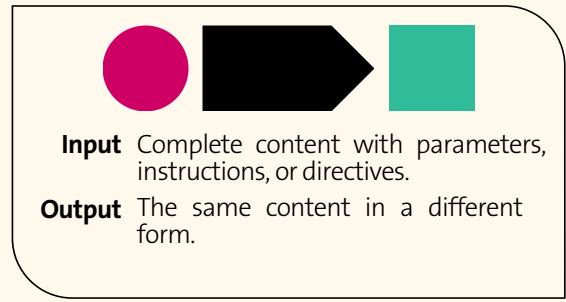 Input Complete content with parameters,
instructions, or directives.
Output The same content in a different
form.